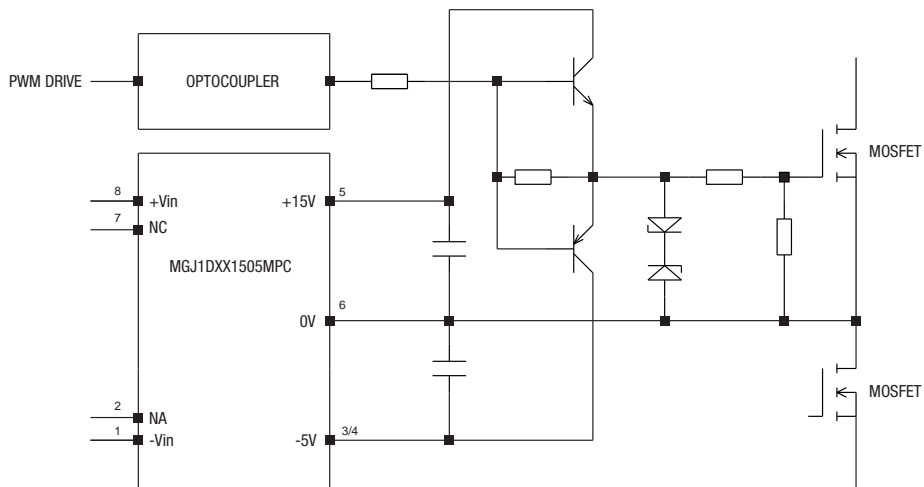 PWM DRIVE
OPTOCOUPLER
MOSFET
8
+Vin
+15V
5
7
NC
MGJ1DXX1505MPC
6
0V
2
NA
1
-Vin
-5V
3/4
MOSFET